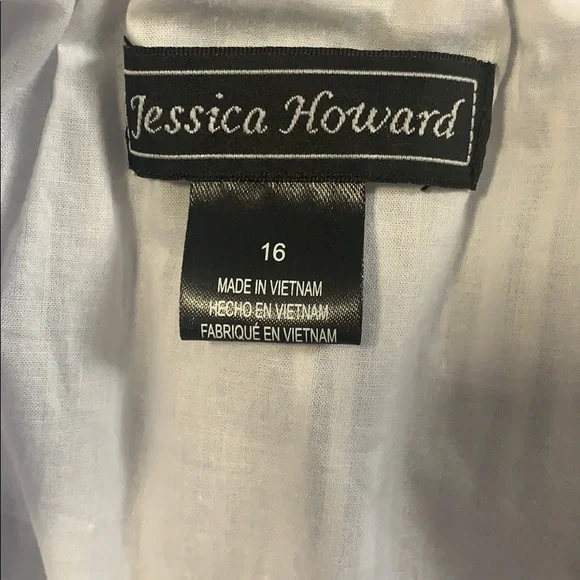 Jessica Howard
16
MADE IN VIETNAM
HECHO EN VIETNAM
FABRIQUÉ EN VIETNAM